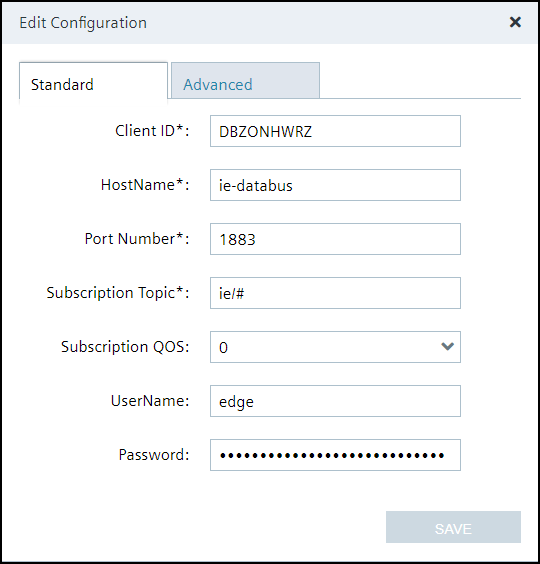 Edit Configuration
Standard
Advanced
Client ID*: DBZONHWRZ
HostName*: ie-databus
Port Number*: 1883
Subscription Topic*: ie/#
Subscription QOS: 0
UserName: edge
Password: ••••••••••••••••••••••••••••
SAVE